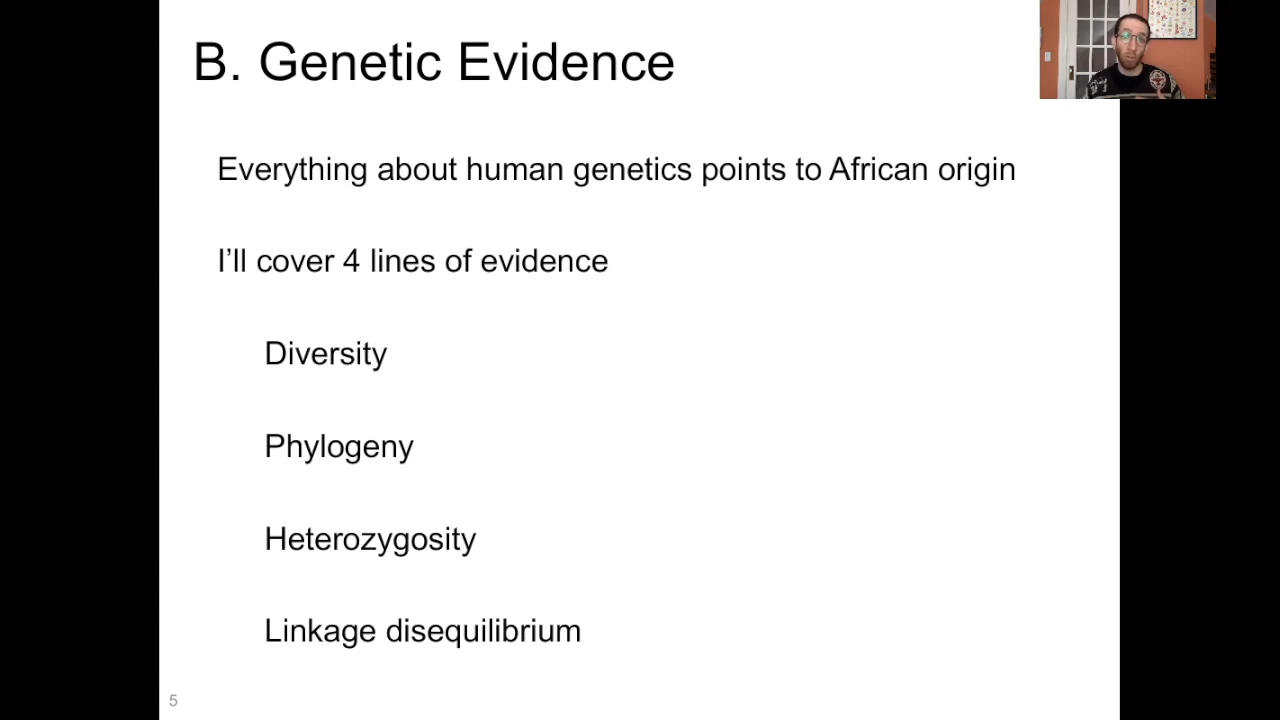 B. Genetic Evidence
Everything about human genetics points to African origin
I’ll cover 4 lines of evidence
Diversity
Phylogeny
Heterozygosity
Linkage disequilibrium
5